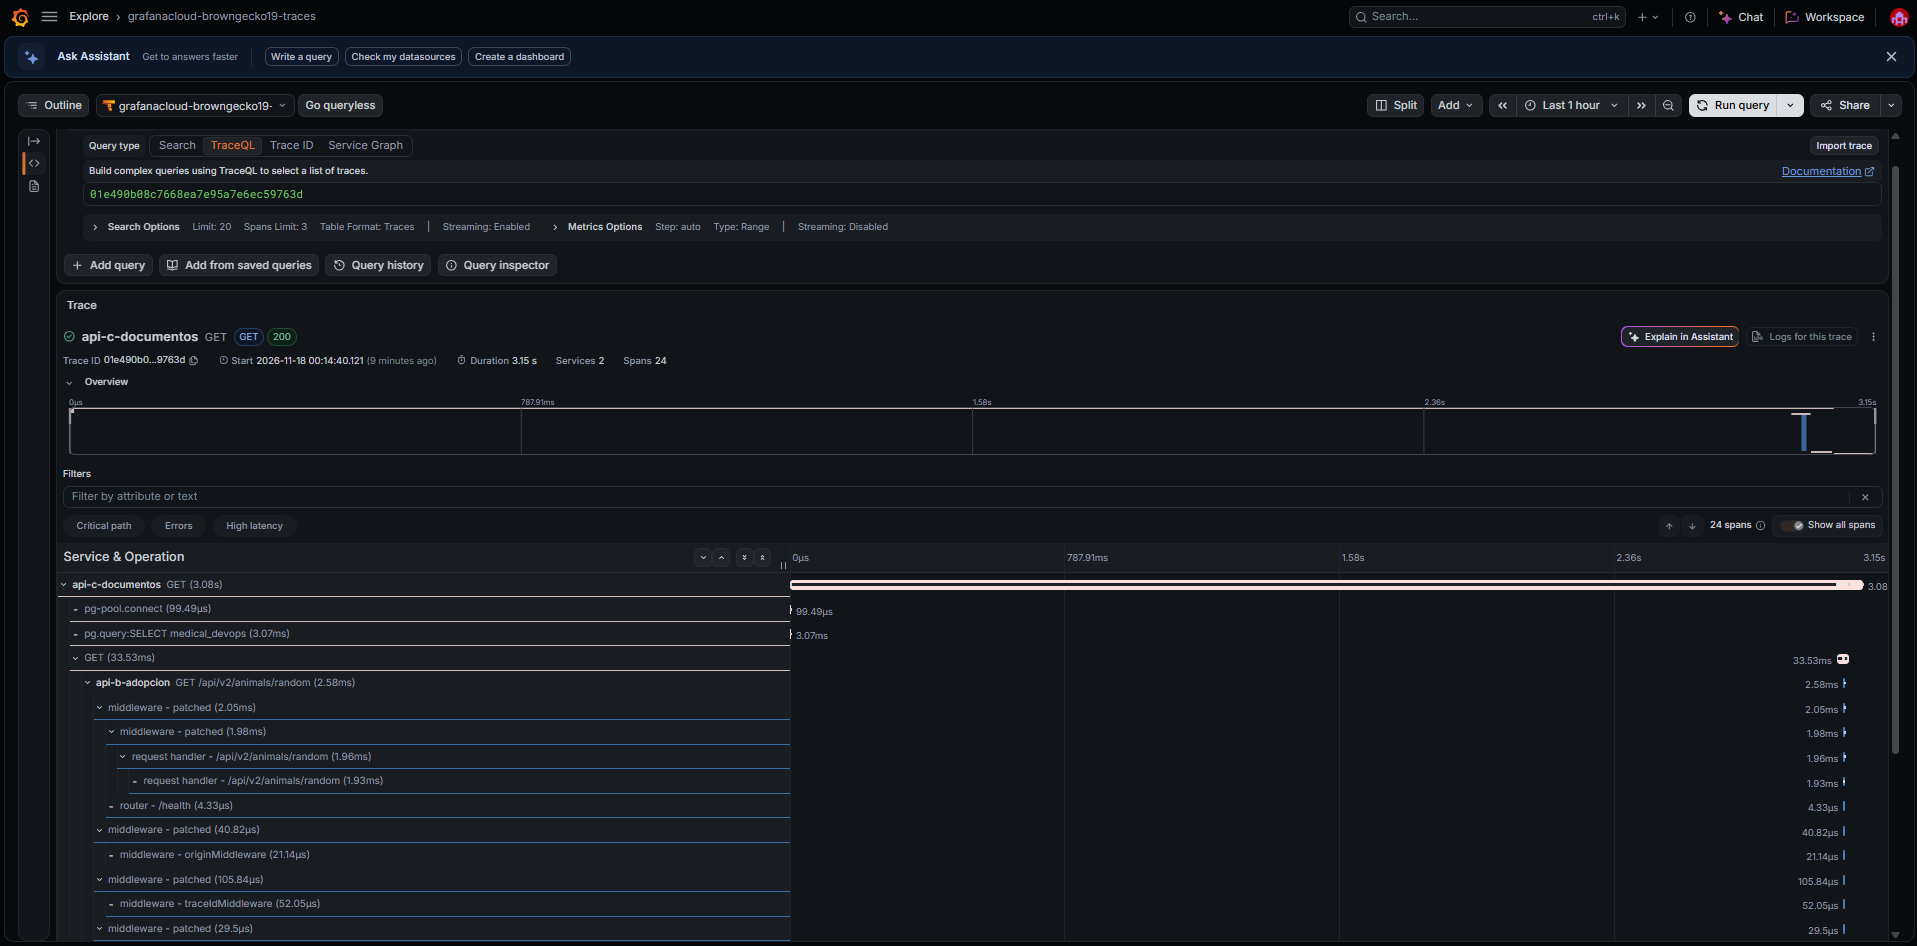 Explore › grafanacloud-browngecko19-traces
Search... ctrl+k
Chat
Workspace
Ask Assistant Get to answers faster Write a query Check my datasources Create a dashboard
Outline grafanacloud-browngecko19- Go queryless
Split Add Last 1 hour Run query Share
Query type Search TraceQL Trace ID Service Graph
Import trace
Build complex queries using TraceQL to select a list of traces.
Documentation
01e490b08c7668ea7e95a7e6ec59763d
Search Options Limit: 20 Spans Limit: 3 Table Format: Traces | Streaming: Enabled Metrics Options Step: auto Type: Range | Streaming: Disabled
Add query Add from saved queries Query history Query inspector
Trace
api-c-documentos GET GET 200
Explain in Assistant Logs for this trace
Trace ID 01e490b0...9763d Start 2026-11-18 00:14:40.121 (9 minutes ago) Duration 3.15 s Services 2 Spans 24
Overview
0µs 787.91ms 1.58s 2.36s 3.15s
Filters
Filter by attribute or text
Critical path Errors High latency
24 spans Show all spans
Service & Operation
0µs 787.91ms 1.58s 2.36s 3.15s
api-c-documentos GET (3.08s) 3.08
pg-pool.connect (99.49µs) 99.49µs
pg.query:SELECT medical_devops (3.07ms) 3.07ms
GET (33.53ms) 33.53ms
api-b-adopcion GET /api/v2/animals/random (2.58ms) 2.58ms
middleware - patched (2.05ms) 2.05ms
middleware - patched (1.98ms) 1.98ms
request handler - /api/v2/animals/random (1.96ms) 1.96ms
request handler - /api/v2/animals/random (1.93ms) 1.93ms
router - /health (4.33µs) 4.33µs
middleware - patched (40.82µs) 40.82µs
middleware - originMiddleware (21.14µs) 21.14µs
middleware - patched (105.84µs) 105.84µs
middleware - traceIdMiddleware (52.05µs) 52.05µs
middleware - patched (29.5µs) 29.5µs